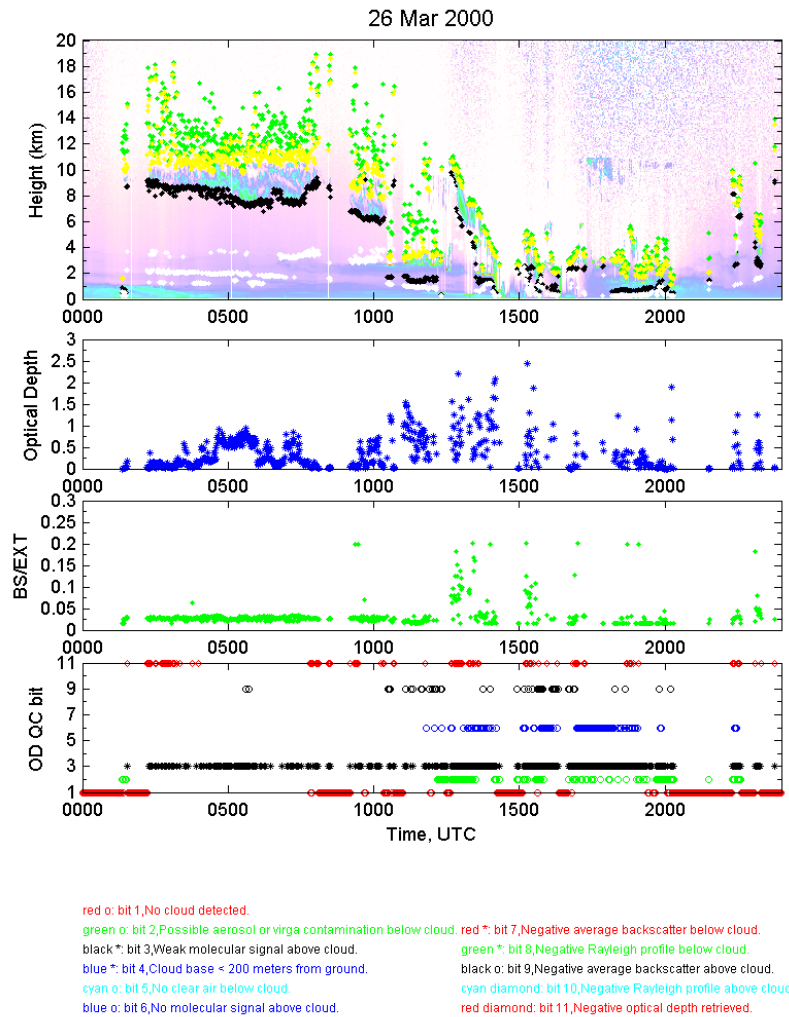 26 Mar 2000
20
18
16
14
12
10
8
6
4
2
0
Height (km)
0000 0500 1000 1500 2000
3
2.5
2
1.5
1
0.5
0
Optical Depth
0000 0500 1000 1500 2000
0.3
0.25
0.2
0.15
0.1
0.05
0
BS/EXT
0000 0500 1000 1500 2000
11
9
7
5
3
1
OD QC bit
0000 0500 1000 1500 2000
Time, UTC
red o: bit 1,No cloud detected.
green o: bit 2,Possible aerosol or virga contamination below cloud. red *: bit 7,Negative average backscatter below cloud.
black *: bit 3,Weak molecular signal above cloud. green *: bit 8,Negative Rayleigh profile below cloud.
blue *: bit 4,Cloud base < 200 meters from ground. black o: bit 9,Negative average backscatter above cloud.
cyan o: bit 5,No clear air below cloud. cyan diamond: bit 10,Negative Rayleigh profile above cloud
blue o: bit 6,No molecular signal above cloud. red diamond: bit 11,Negative optical depth retrieved.